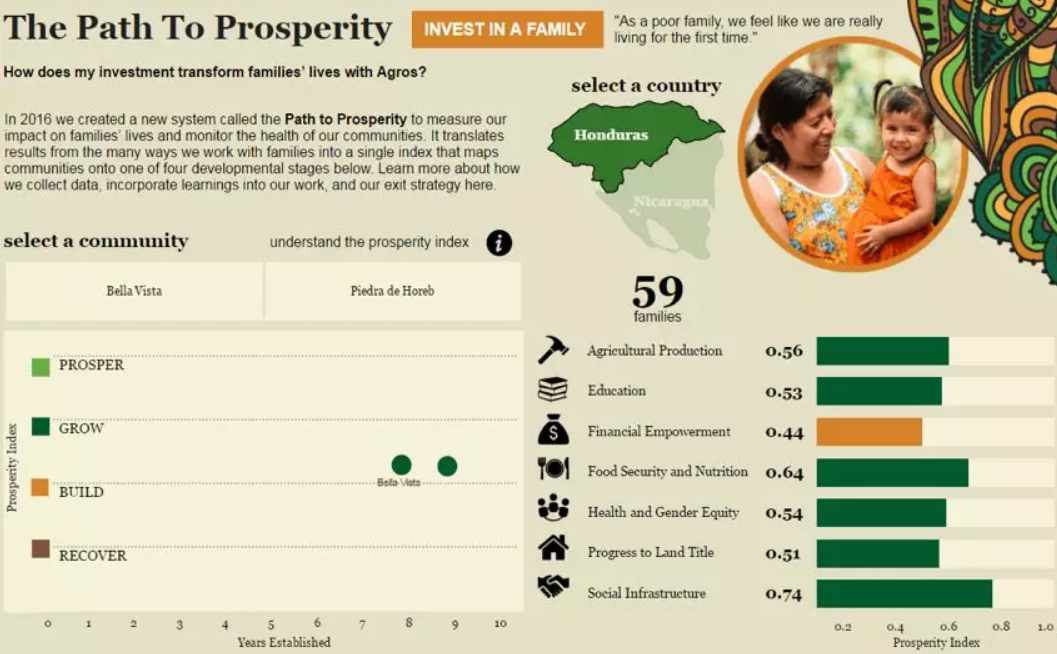 The Path To Prosperity
INVEST IN A FAMILY
"As a poor family, we feel like we are really
living for the first time."
How does my investment transform families' lives with Agros?
In 2016 we created a new system called the Path to Prosperity to measure our
impact on families' lives and monitor the health of our communities. It translates
results from the many ways we work with families into a single index that maps
communities onto one of four developmental stages below. Learn more about how
we collect data, incorporate learnings into our work, and our exit strategy here.
select a country
Honduras
Nicaragua
select a community
understand the prosperity index
i
Bella Vista
Piedra de Horeb
59
families
Prosperity Index
PROSPER
GROW
BUILD
RECOVER
Bella Vista
0 1 2 3 4 5 6 7 8 9 10
Years Established
Agricultural Production 0.56
Education 0.53
$
Financial Empowerment 0.44
Food Security and Nutrition 0.64
Health and Gender Equity 0.54
Progress to Land Title 0.51
Social Infrastructure 0.74
0.2 0.4 0.6 0.8 1.0
Prosperity Index